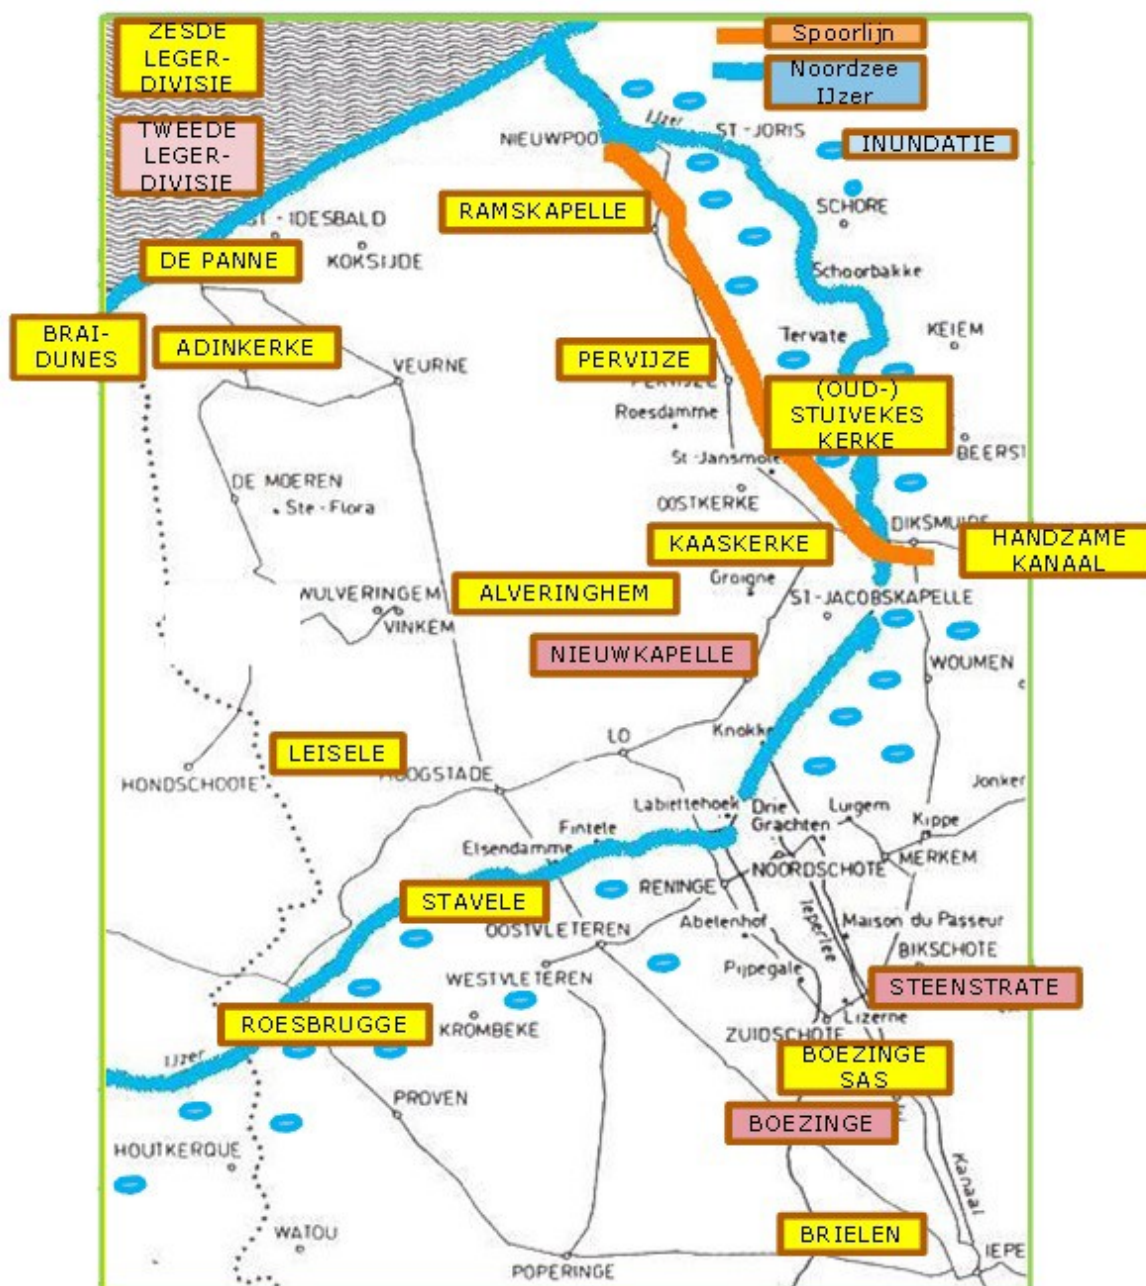 ZESDE
LEGER-
DIVISIE
Spoorlijn
Noordzee
IJzer
TWEEDE
LEGER-
DIVISIE
NIEUWPOO
IJzer
ST-JORIS
INUNDATIE
RAMSKAPELLE
SCHORE
ST-IDESBALD
KOKSIJDE
DE PANNE
Schoorbakke
BRAI-
DUNES
ADINKERKE
VEURNE
Tervate
KEIEM
PERVIJZE
PERVIJZE
Roesdamme
(OUD-)
STUIVEKES
KERKE
St-Jansmote
BEERST
DE MOEREN
Ste-Flora
OOSTKERKE
DIKSMUIDE
KAASKERKE
HANDZAME
KANAAL
Groigne
WULVERINGEM
VINKEM
ALVERINGHEM
ST-JACOBSKAPELLE
NIEUWKAPELLE
WOUMEN
LEISELE
LO
Knokke
HONDSCHOOTE
HOOGSTADE
Jonker
Labiettehoek
Drie
Grachten
Luigem
Kippe
Fintele
Elsendamme
NOORDSCHOTE
MERKEM
RENINGE
STAVELE
Abelenhof
Ieperlee
Maison du Passeur
OOSTVLETEREN
BIKSCHOTE
WESTVLETEREN
Pijpegale
STEENSTRATE
ROESBRUGGE
KROMBEKE
Lizerne
ZUIDSCHOTE
IJzer
BOEZINGE
SAS
PROVEN
BOEZINGE
HOUTKERQUE
Kanaal
WATOU
BRIELEN
POPERINGE
IEPE